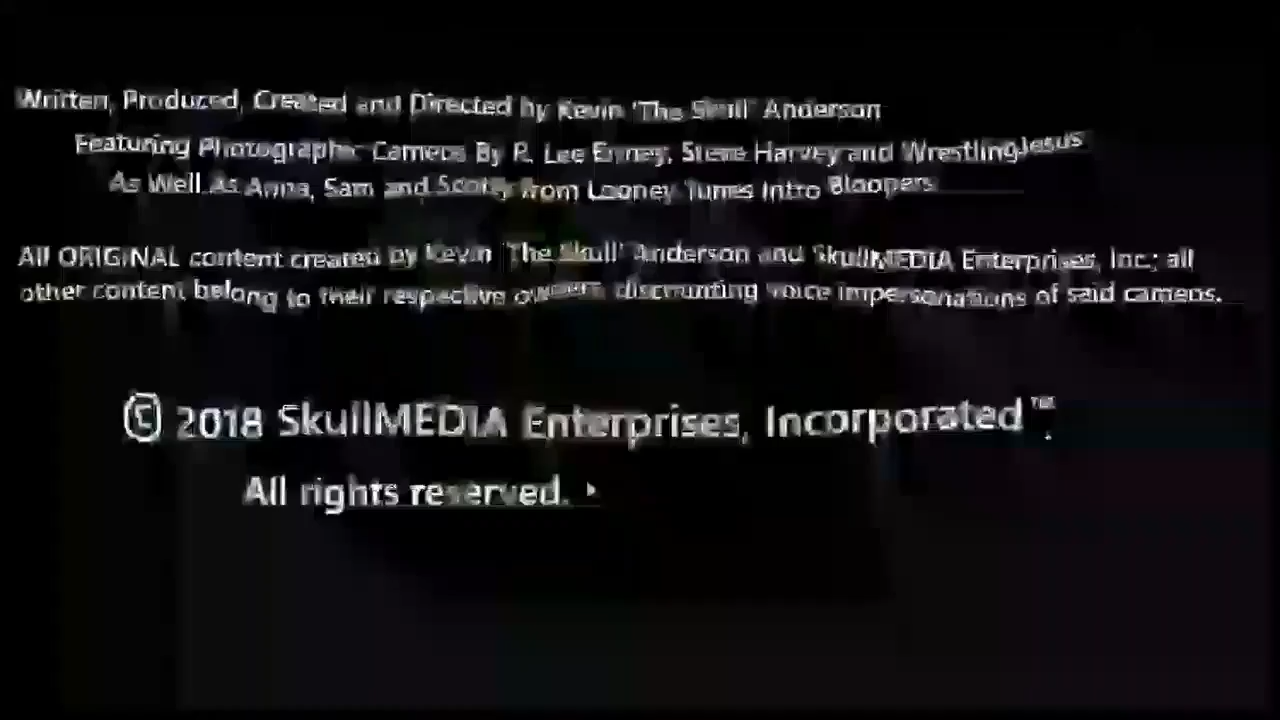 Written, Produced, Created and Directed by Kevin 'The Skull' Anderson
Featuring Photographic Cameos By R. Lee Ermey, Steve Harvey and WrestlingJesus
As Well As Anna, Sam and Scotty from Looney Tunes Intro Bloopers
All ORIGINAL content created by Kevin 'The Skull' Anderson and SkullMEDIA Enterprises, Inc.; all
other content belong to their respective owners discounting voice impersonations of said cameos.
© 2018 SkullMEDIA Enterprises, Incorporated™.
All rights reserved.